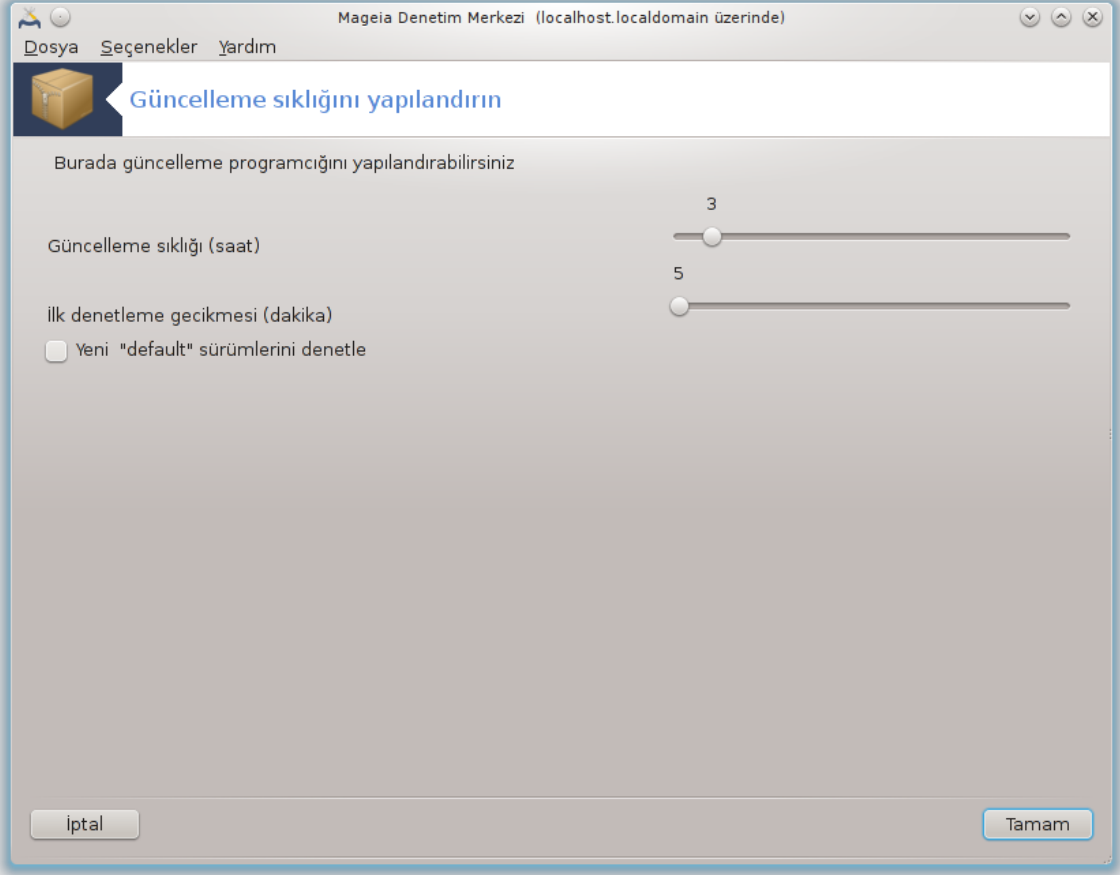 Mageia Denetim Merkezi (localhost.localdomain üzerinde)
Dosya Seçenekler Yardım
Güncelleme sıklığını yapılandırın
Burada güncelleme programcığını yapılandırabilirsiniz
3
Güncelleme sıklığı (saat)
5
İlk denetleme gecikmesi (dakika)
Yeni "default" sürümlerini denetle
İptal Tamam